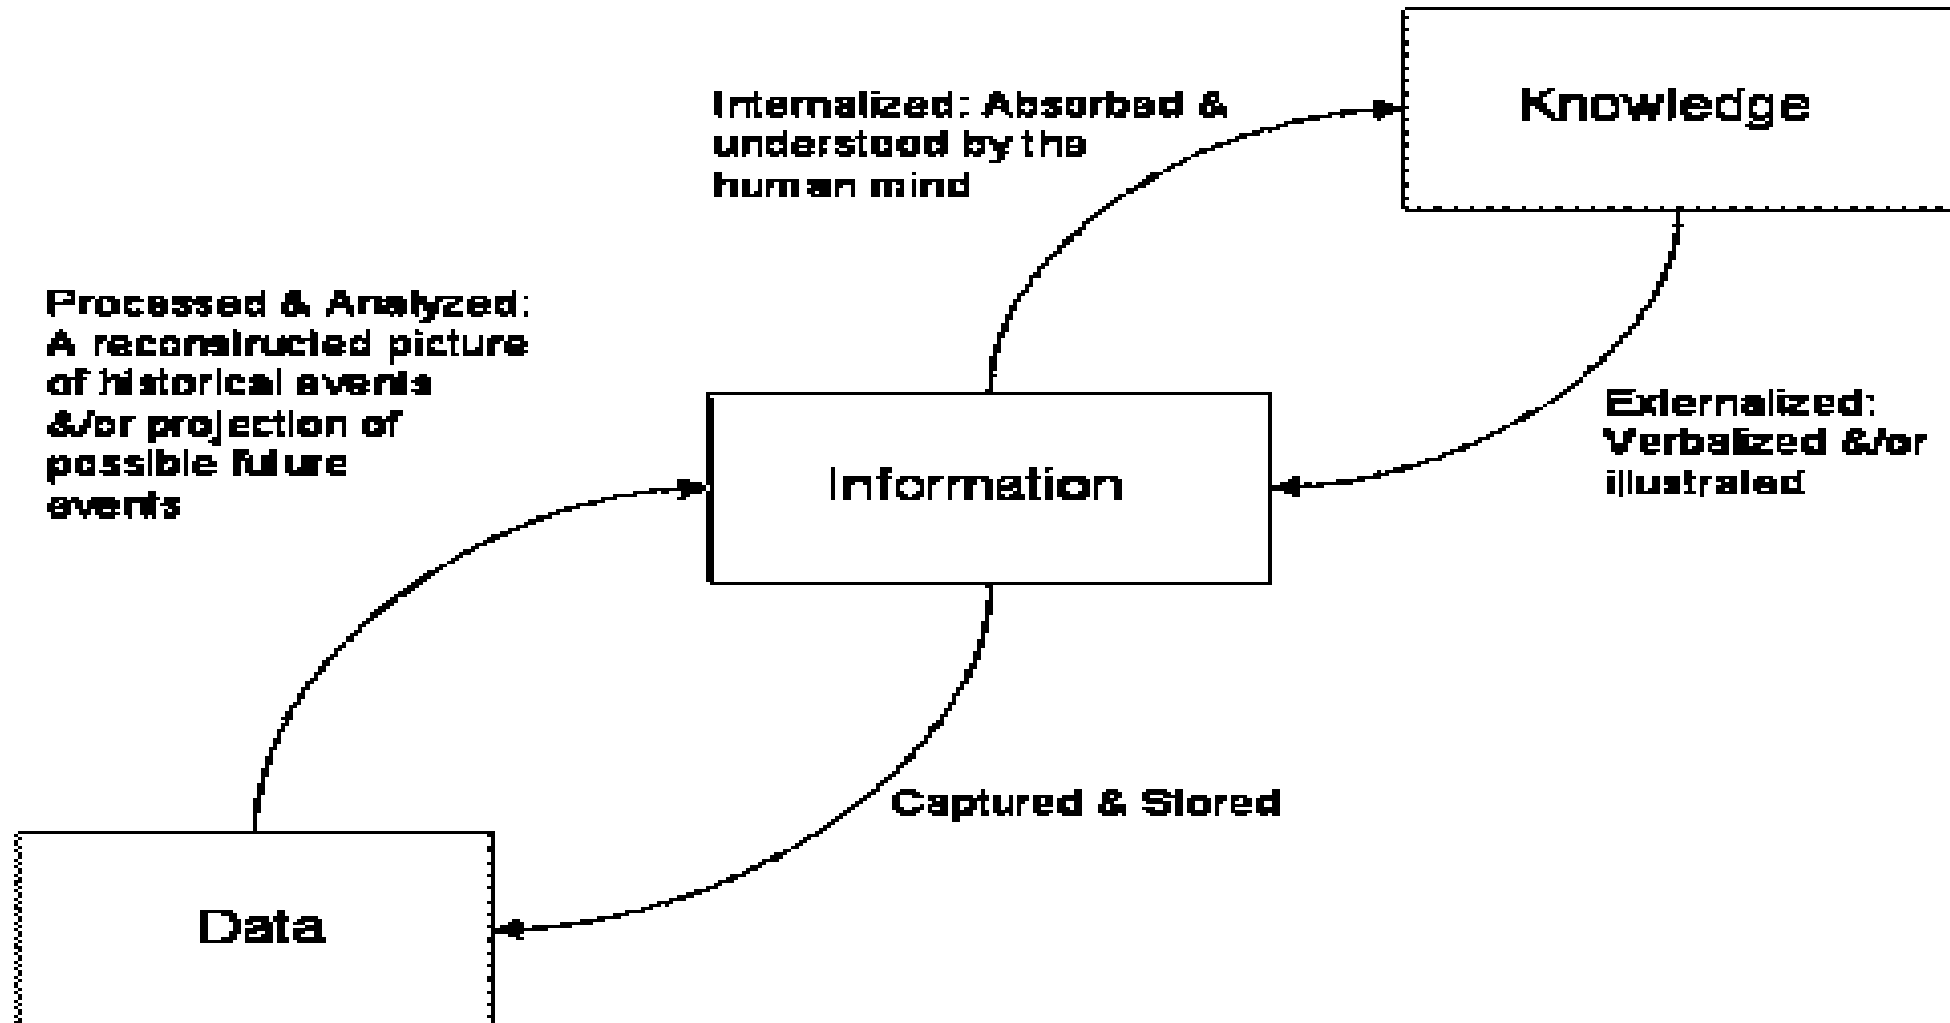 Knowledge
Internalized: Absorbed &
understood by the
human mind
Processed & Analyzed:
A reconstructed picture
of historical events
&/or projection of
possible future
events
Externalized:
Verbalized &/or
illustrated
Information
Captured & Stored
Data